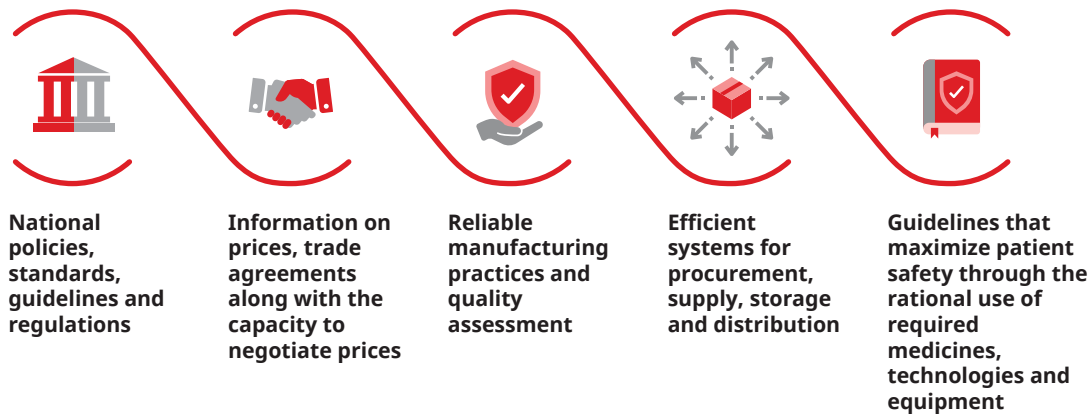 National
policies,
standards,
guidelines and
regulations
Information on
prices, trade
agreements
along with the
capacity to
negotiate prices
Reliable
manufacturing
practices and
quality
assessment
Efficient
systems for
procurement,
supply, storage
and distribution
Guidelines that
maximize patient
safety through the
rational use of
required
medicines,
technologies and
equipment